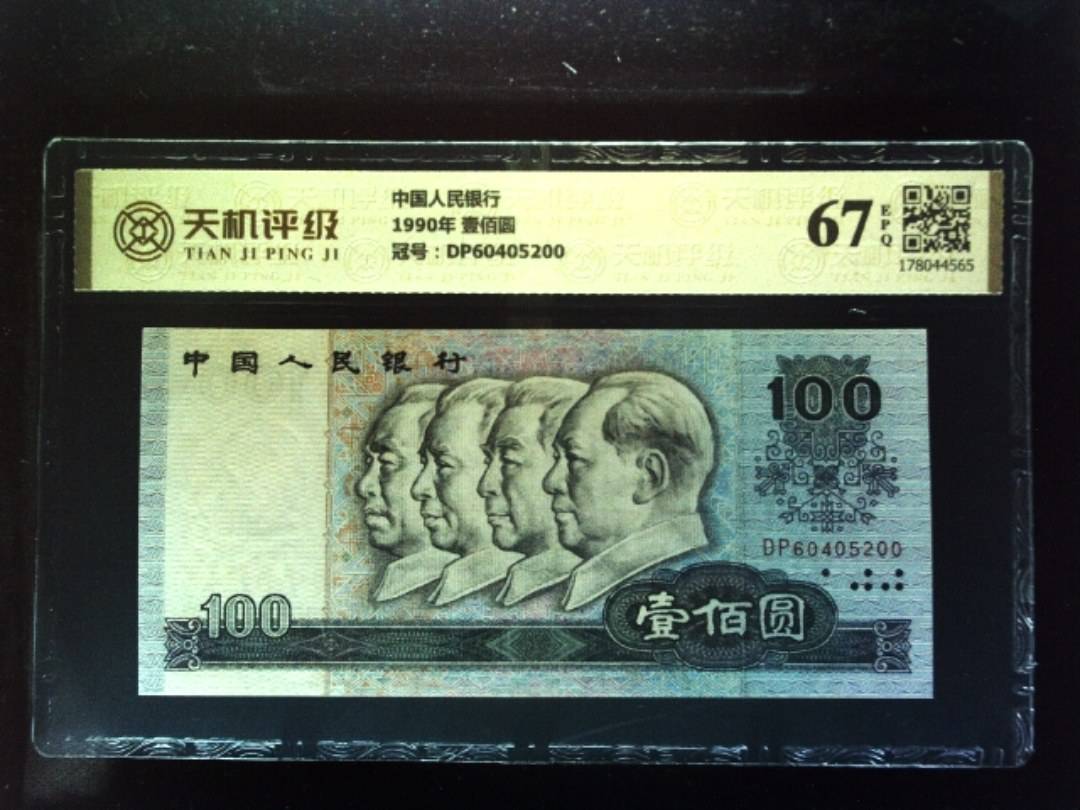 天机评级
TIAN JI PING JI
中国人民银行
1990年 壹佰圆
冠号：DP60405200
67
EPQ
178044565
中国人民银行
100
DP60405200
100
壹佰圆